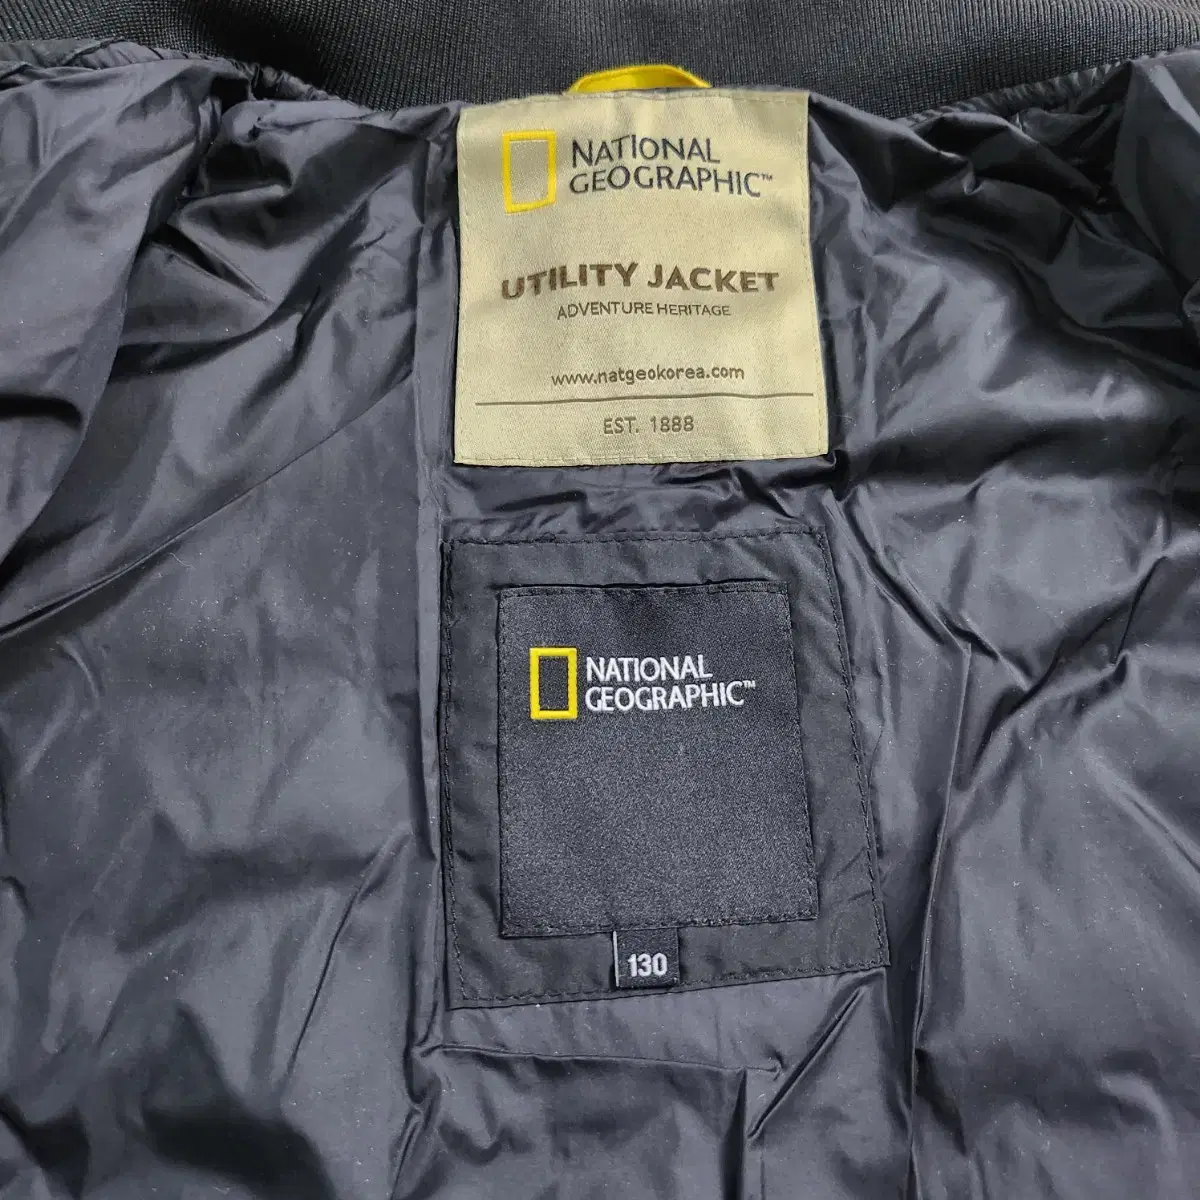 NATIONAL
GEOGRAPHIC™
UTILITY JACKET
ADVENTURE HERITAGE
www.natgeokorea.com
EST. 1888
NATIONAL
GEOGRAPHIC™
130